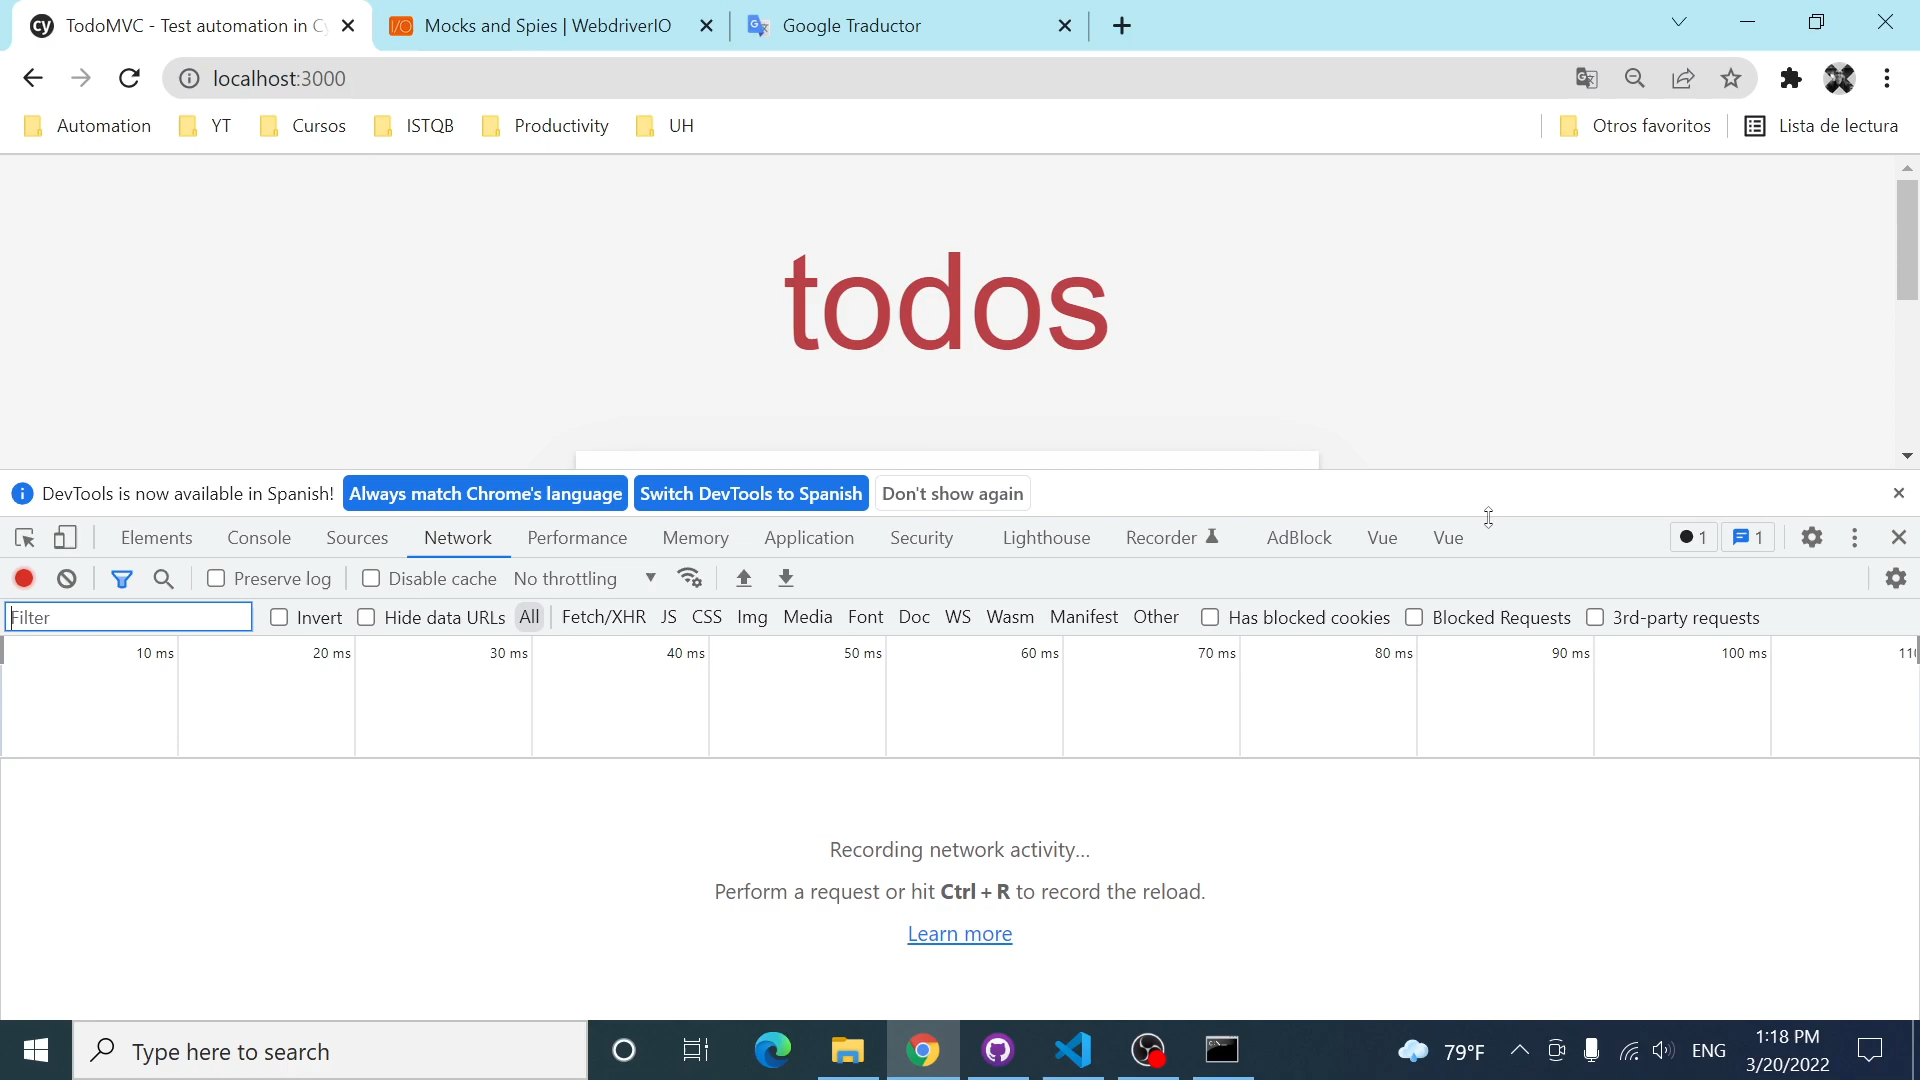 TodoMVC - Test automation in Cy
Mocks and Spies | WebdriverIO
Google Traductor
localhost:3000
Automation YT Cursos ISTQB Productivity UH Otros favoritos Lista de lectura
todos
DevTools is now available in Spanish! Always match Chrome's language Switch DevTools to Spanish Don't show again
Elements Console Sources Network Performance Memory Application Security Lighthouse Recorder AdBlock Vue Vue 1 1
Preserve log Disable cache No throttling
Filter Invert Hide data URLs All Fetch/XHR JS CSS Img Media Font Doc WS Wasm Manifest Other Has blocked cookies Blocked Requests 3rd-party requests
10 ms 20 ms 30 ms 40 ms 50 ms 60 ms 70 ms 80 ms 90 ms 100 ms
Recording network activity...
Perform a request or hit Ctrl + R to record the reload.
Learn more
Type here to search
79°F
ENG
1:18 PM
3/20/2022